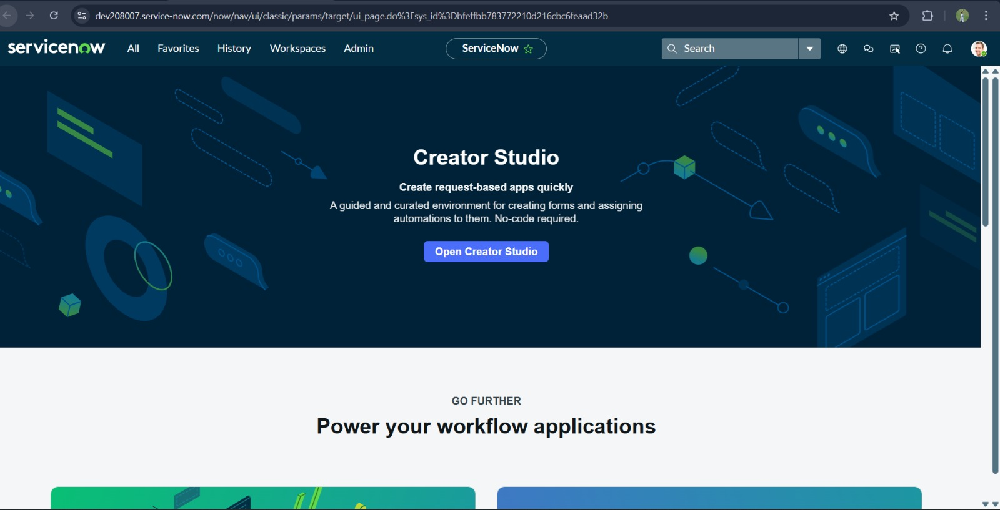 dev208007.service-now.com/now/nav/ui/classic/params/target/ui_page.do%3Fsys_id%3Dbfeffbb783772210d216cbc6feaad32b
servicenow All Favorites History Workspaces Admin ServiceNow Search
Creator Studio
Create request-based apps quickly
A guided and curated environment for creating forms and assigning
automations to them. No-code required.
Open Creator Studio
GO FURTHER
Power your workflow applications